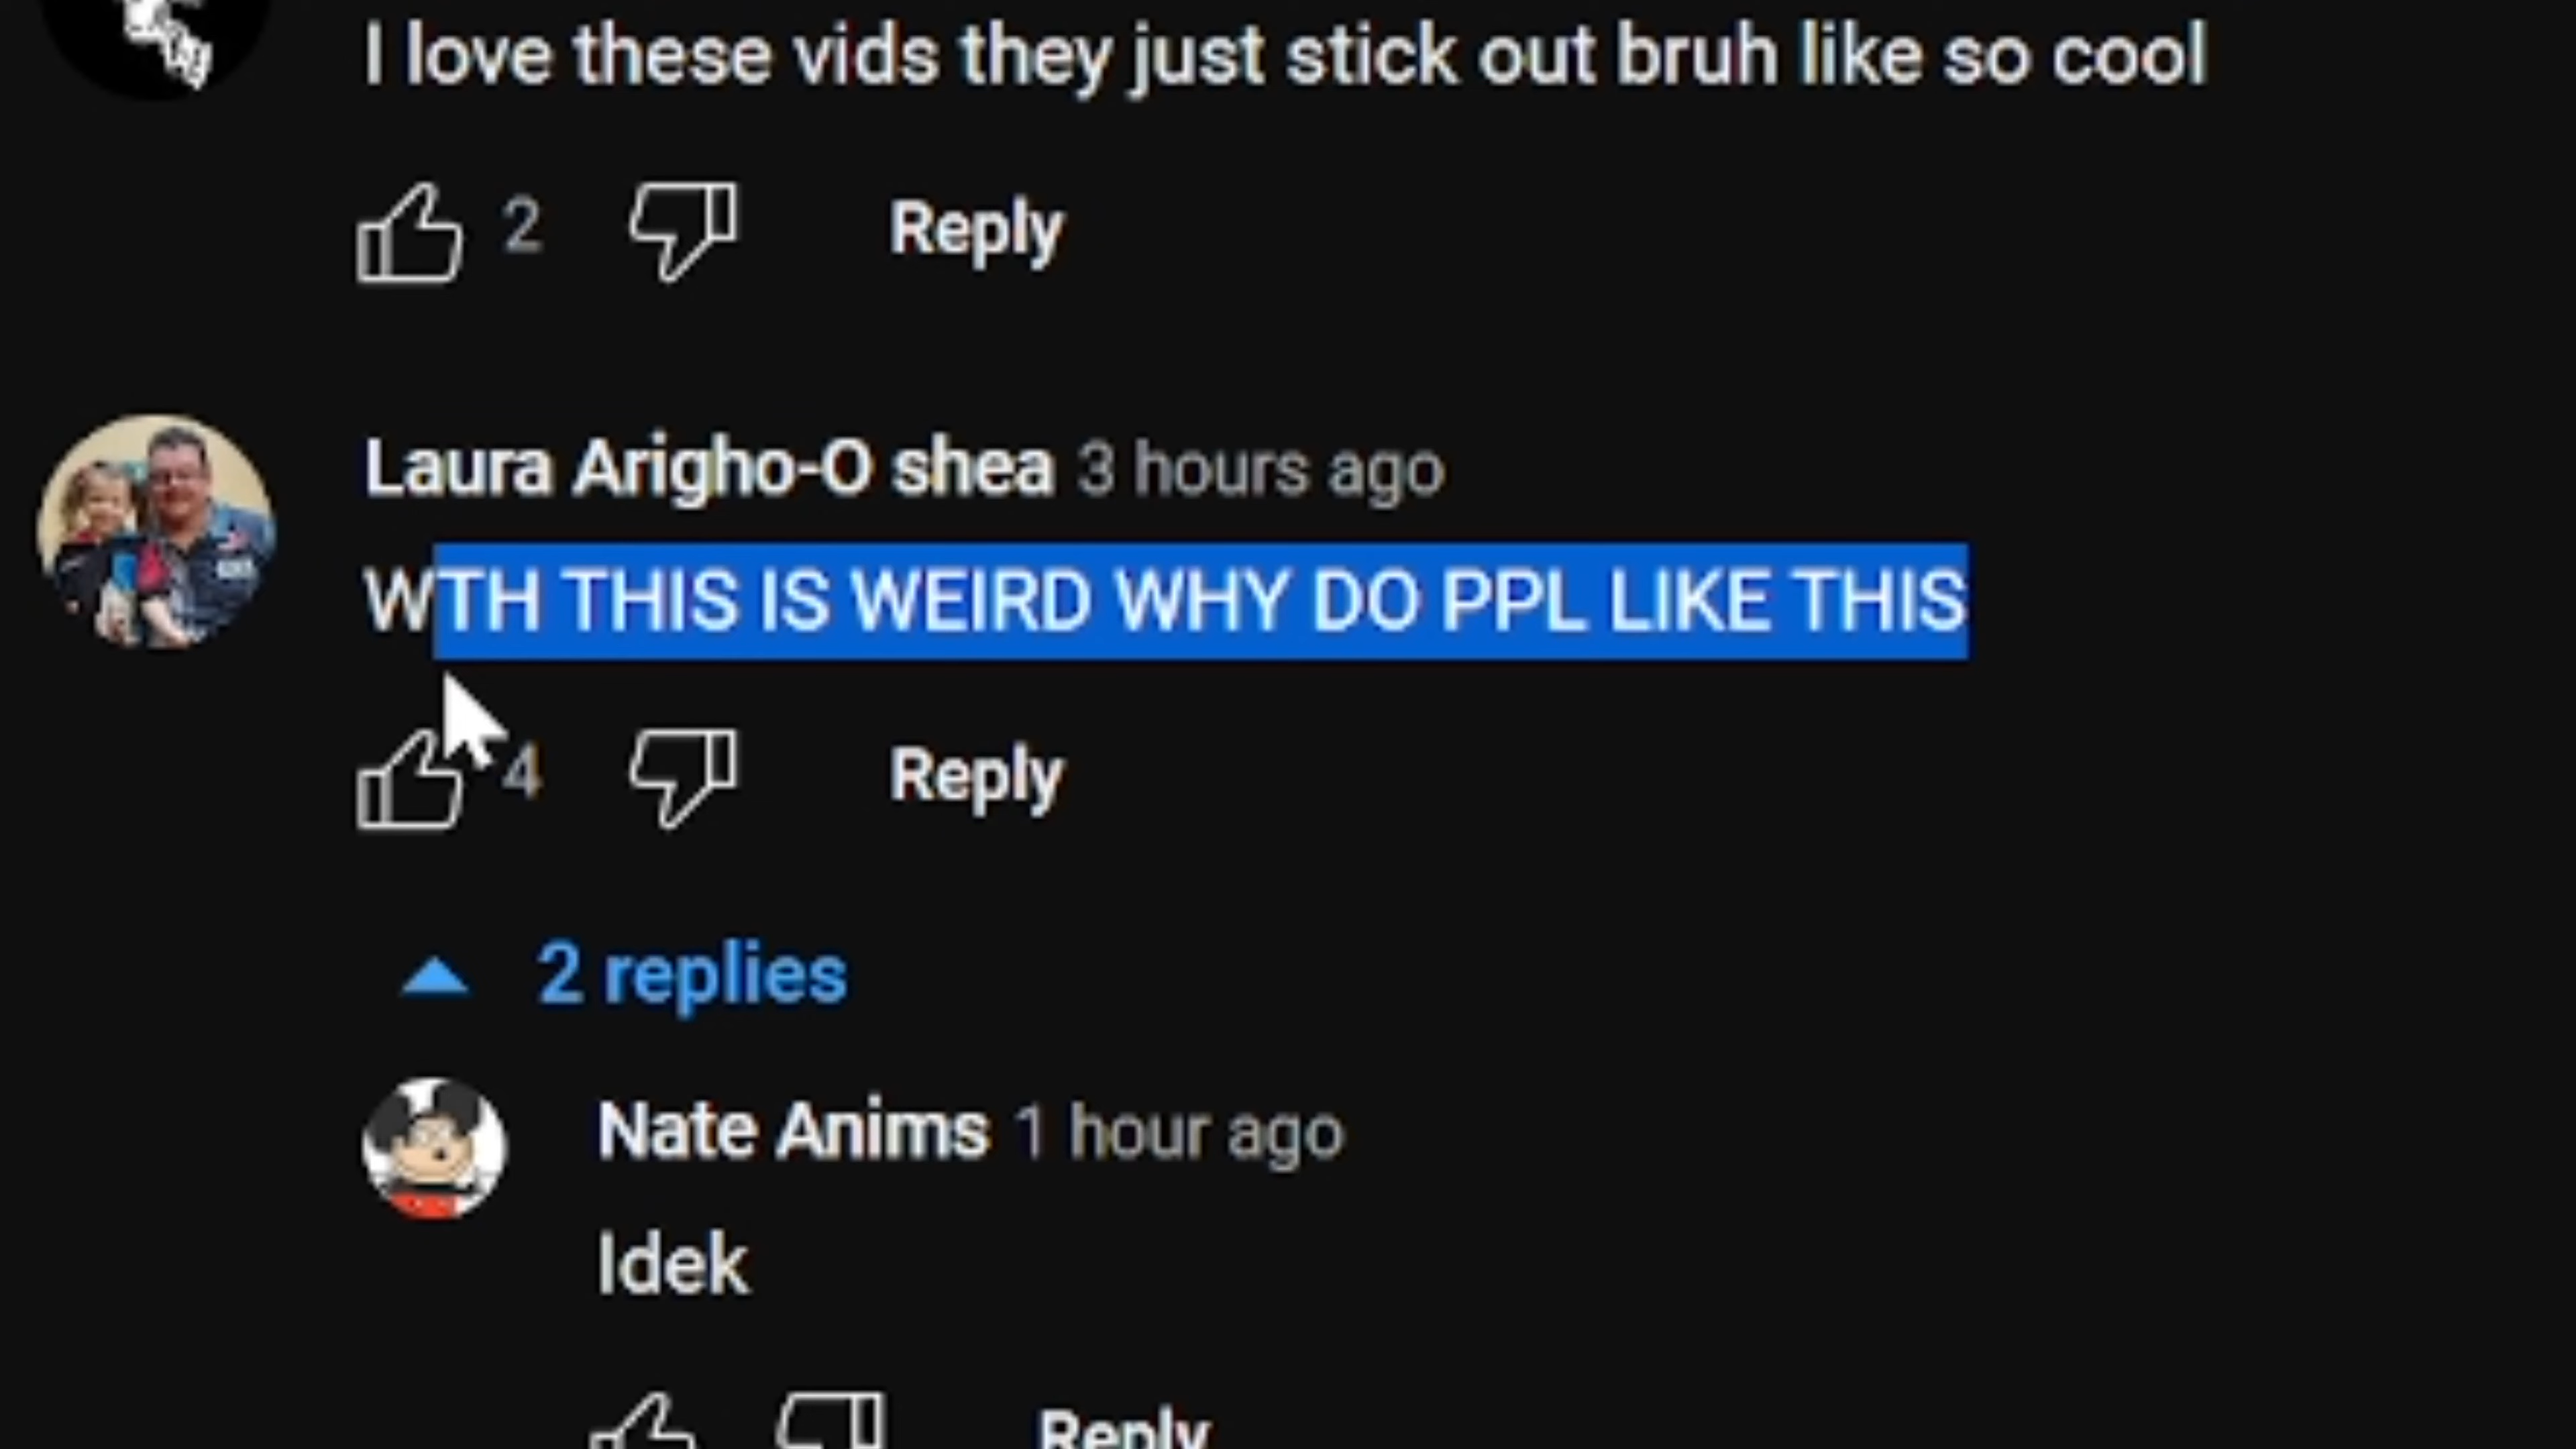 I love these vids they just stick out bruh like so cool
2 Reply
Laura Arigho-O shea 3 hours ago
WTH THIS IS WEIRD WHY DO PPL LIKE THIS
4 Reply
2 replies
Nate Anims 1 hour ago
Idek
Reply